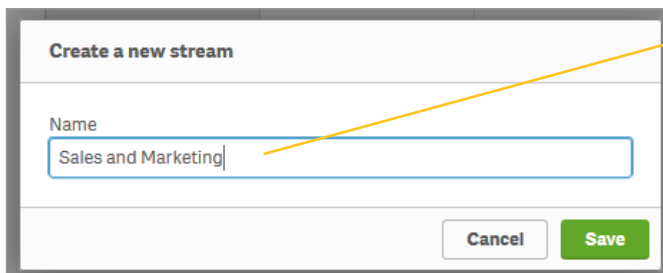 Create a new stream
Name
Sales and Marketing
Cancel Save